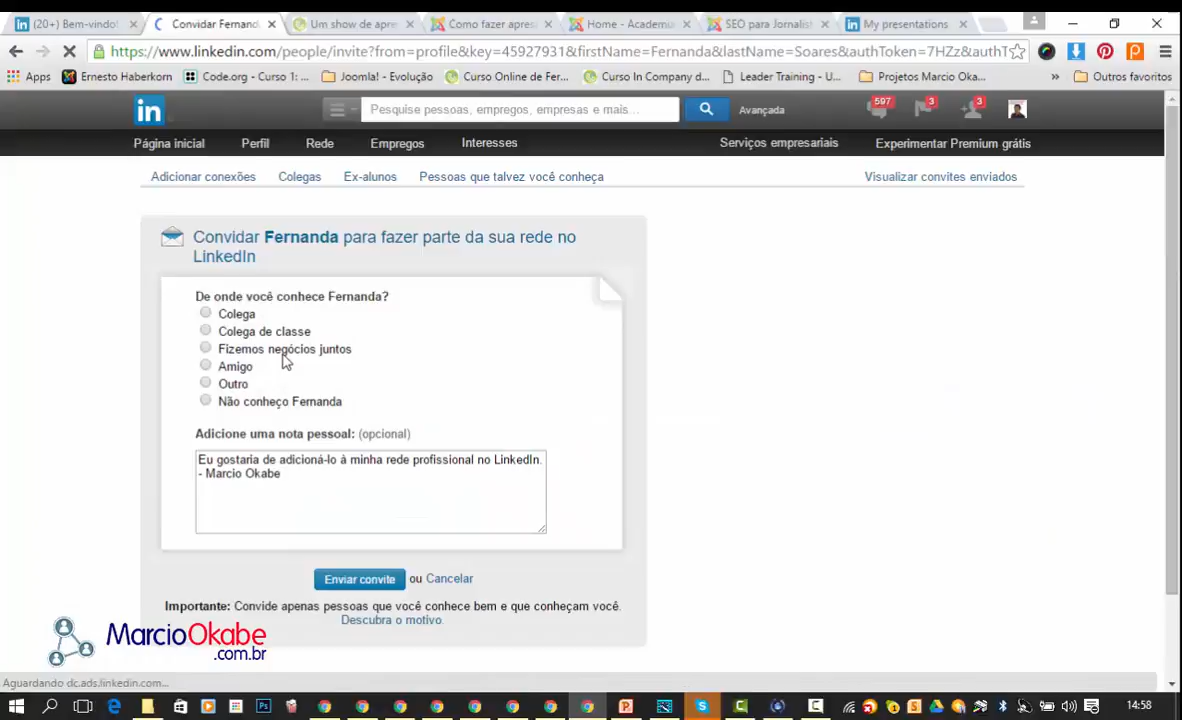 (20+) Bem-vindo!
Convidar Fernand
Um show de apre
Como fazer apres
Home - Academi
SEO para Jornalis
My presentations
https://www.linkedin.com/people/invite?from=profile&key=45927931&firstName=Fernanda&lastName=Soares&authToken=7HZz&authT
Apps
Ernesto Haberkorn
Code.org - Curso 1: ...
Joomla! - Evolução
Curso Online de Fer...
Curso In Company d...
Leader Training - U...
Projetos Marcio Oka...
»
Outros favoritos
in
Pesquise pessoas, empregos, empresas e mais...
Avançada
597
3
3
Página inicial
Perfil
Rede
Empregos
Interesses
Serviços empresariais
Experimentar Premium grátis
Adicionar conexões
Colegas
Ex-alunos
Pessoas que talvez você conheça
Visualizar convites enviados
Convidar Fernanda para fazer parte da sua rede no
LinkedIn
De onde você conhece Fernanda?
Colega
Colega de classe
Fizemos negócios juntos
Amigo
Outro
Não conheço Fernanda
Adicione uma nota pessoal: (opcional)
Eu gostaria de adicioná-lo à minha rede profissional no LinkedIn.
- Marcio Okabe
Enviar convite ou Cancelar
Importante: Convide apenas pessoas que você conhece bem e que conheçam você.
Descubra o motivo.
MarcioOkabe
.com.br
Aguardando dc.ads.linkedin.com...
14:58